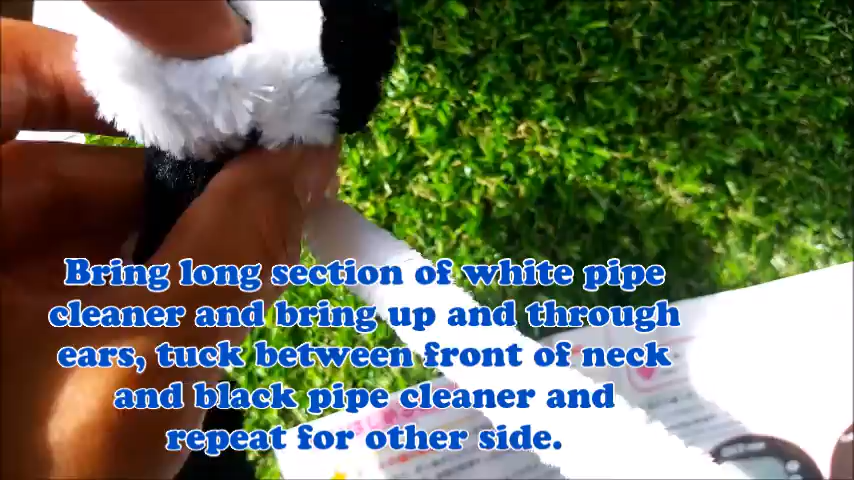 Bring long section of white pipe
cleaner and bring up and through
ears, tuck between front of neck
and black pipe cleaner and
repeat for other side.